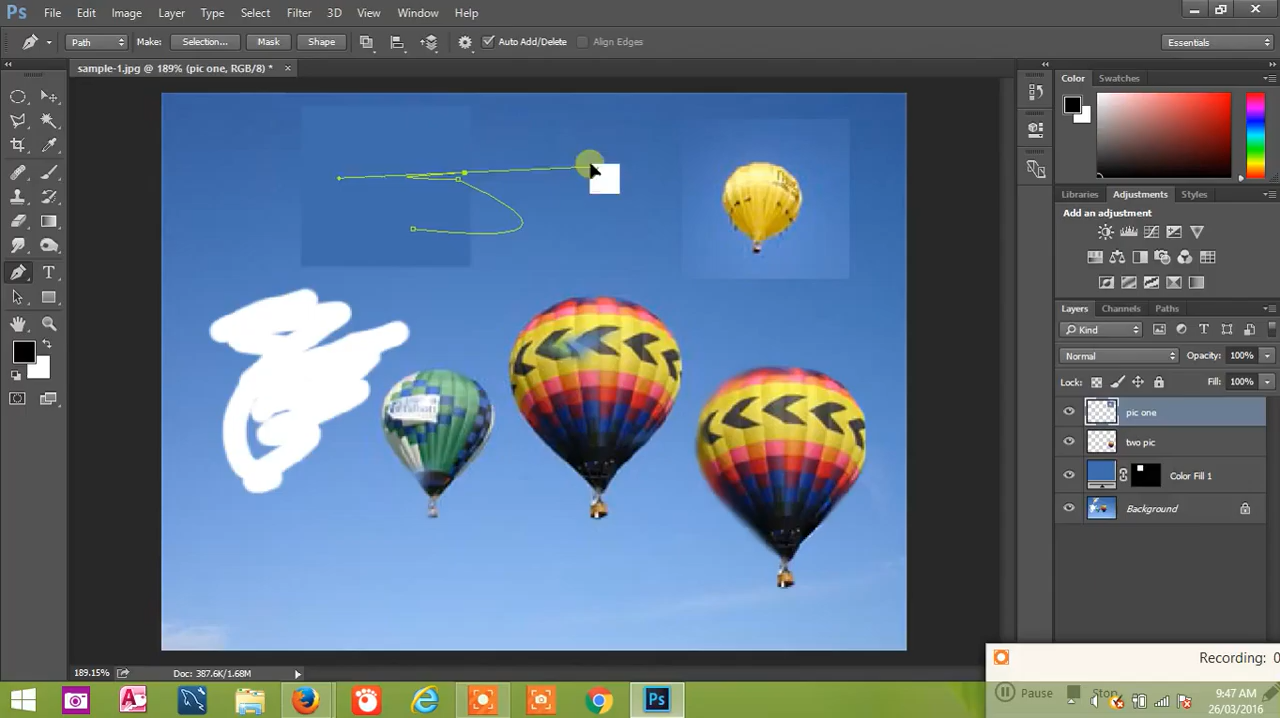 Ps File Edit Image Layer Type Select Filter 3D View Window Help
Path Make: Selection... Mask Shape Auto Add/Delete Align Edges Essentials
sample-1.jpg @ 189% (pic one, RGB/8) *
Color Swatches
Libraries Adjustments Styles
Add an adjustment
Layers Channels Paths
Kind
Normal Opacity: 100%
Lock: Fill: 100%
pic one
two pic
Color Fill 1
Background
T
189.15% Doc: 387.6K/1.68M
Recording: 0
Pause Stop
Ps
9:47 AM
26/03/2016